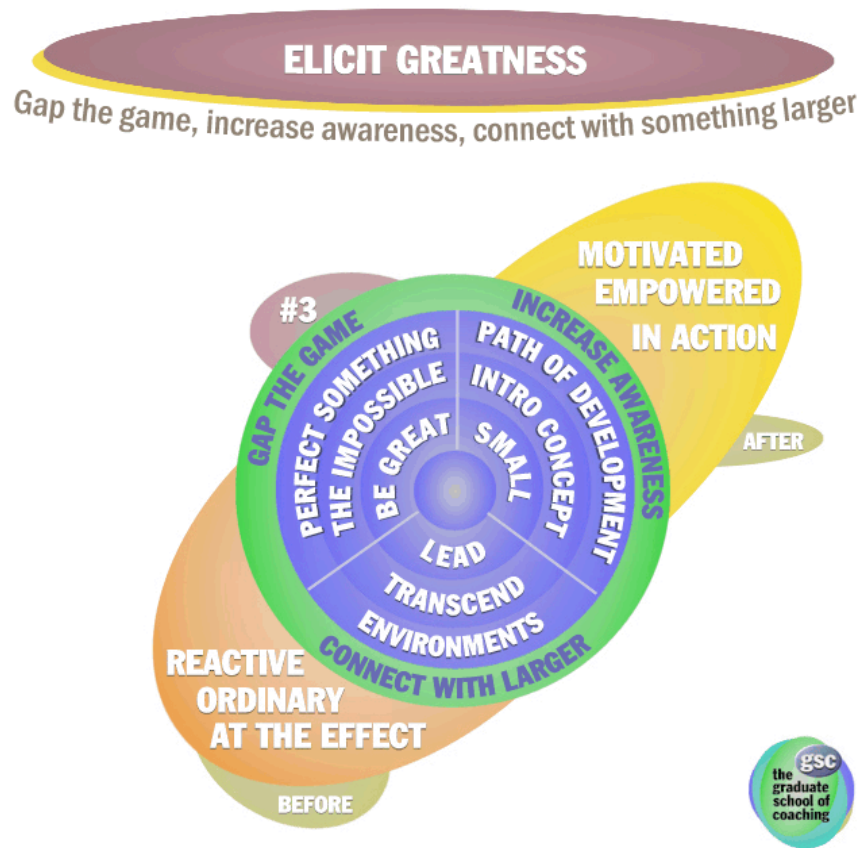 ELICIT GREATNESS
Gap the game, increase awareness, connect with something larger
MOTIVATED
EMPOWERED
IN ACTION
AFTER
#3
GAP THE GAME
PERFECT SOMETHING
THE IMPOSSIBLE
BE GREAT
INCREASE AWARENESS
PATH OF DEVELOPMENT
INTRO CONCEPT
SMALL
LEAD
TRANSCEND
ENVIRONMENTS
CONNECT WITH LARGER
REACTIVE
ORDINARY
AT THE EFFECT
BEFORE
gsc
the
graduate
school of
coaching